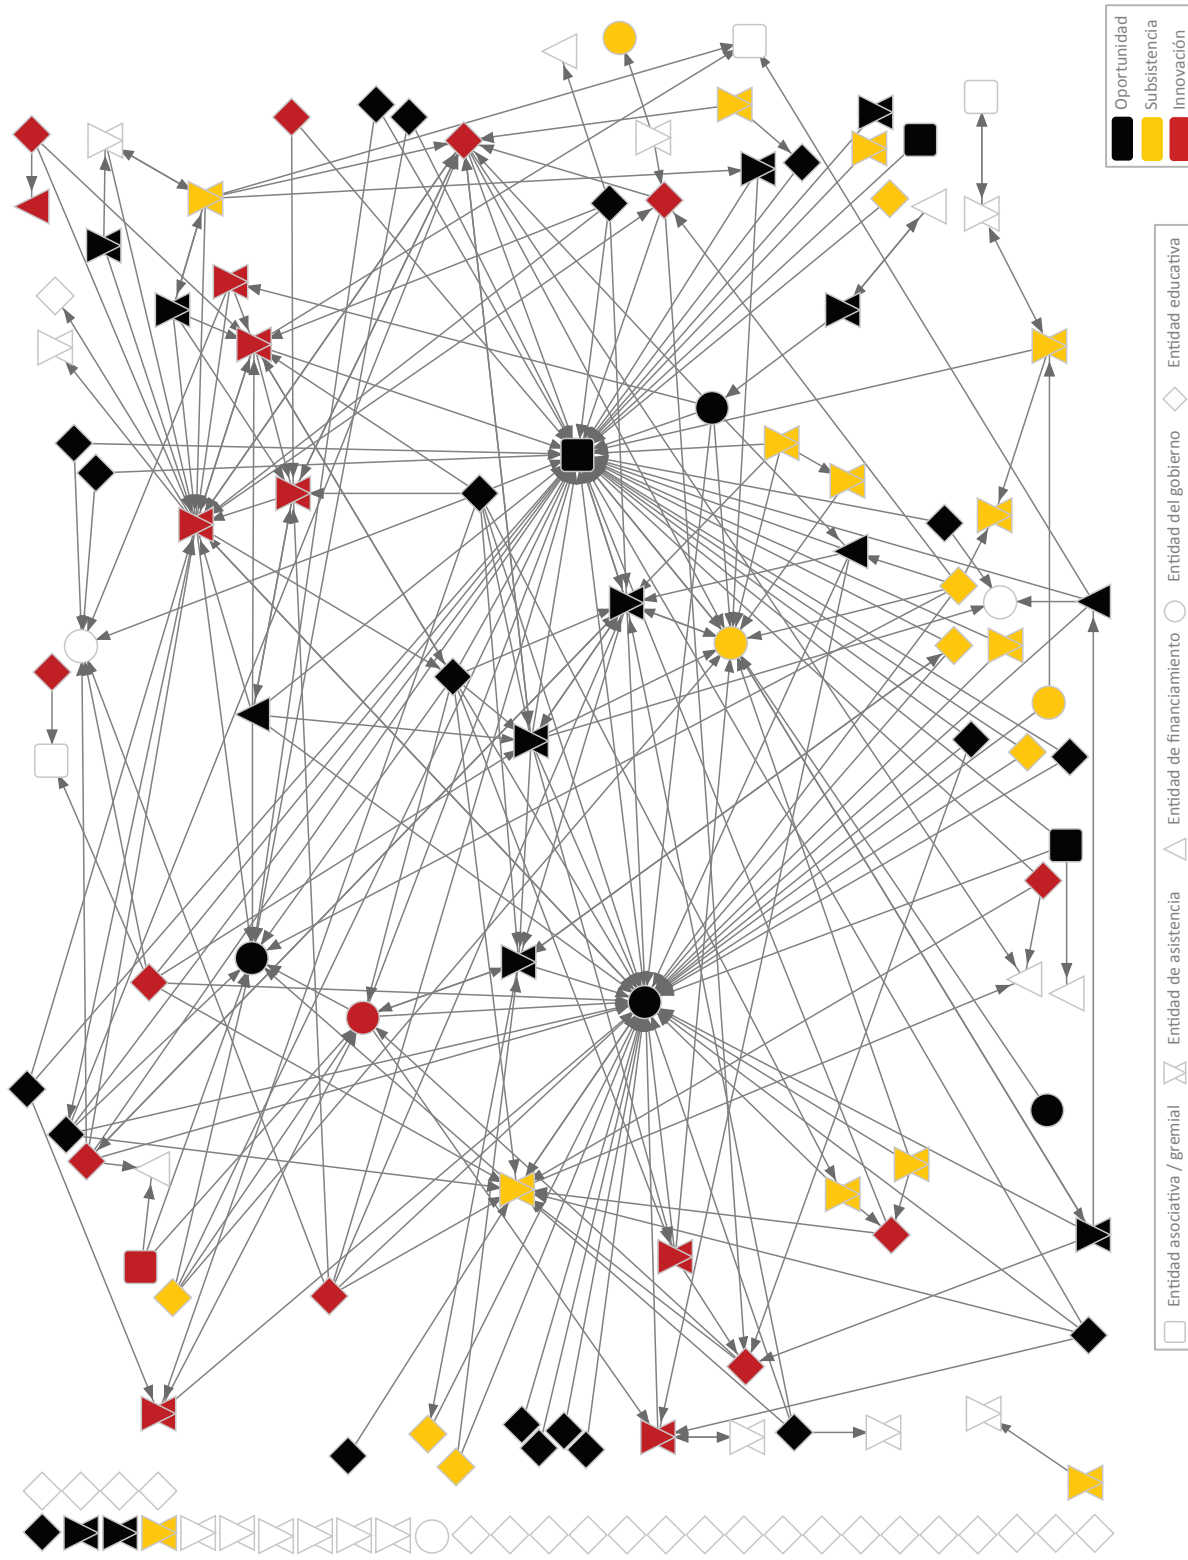 Oportunidad
Subsistencia
Innovación
Entidad asociativa / gremial
Entidad de asistencia
Entidad de financiamiento
Entidad del gobierno
Entidad educativa